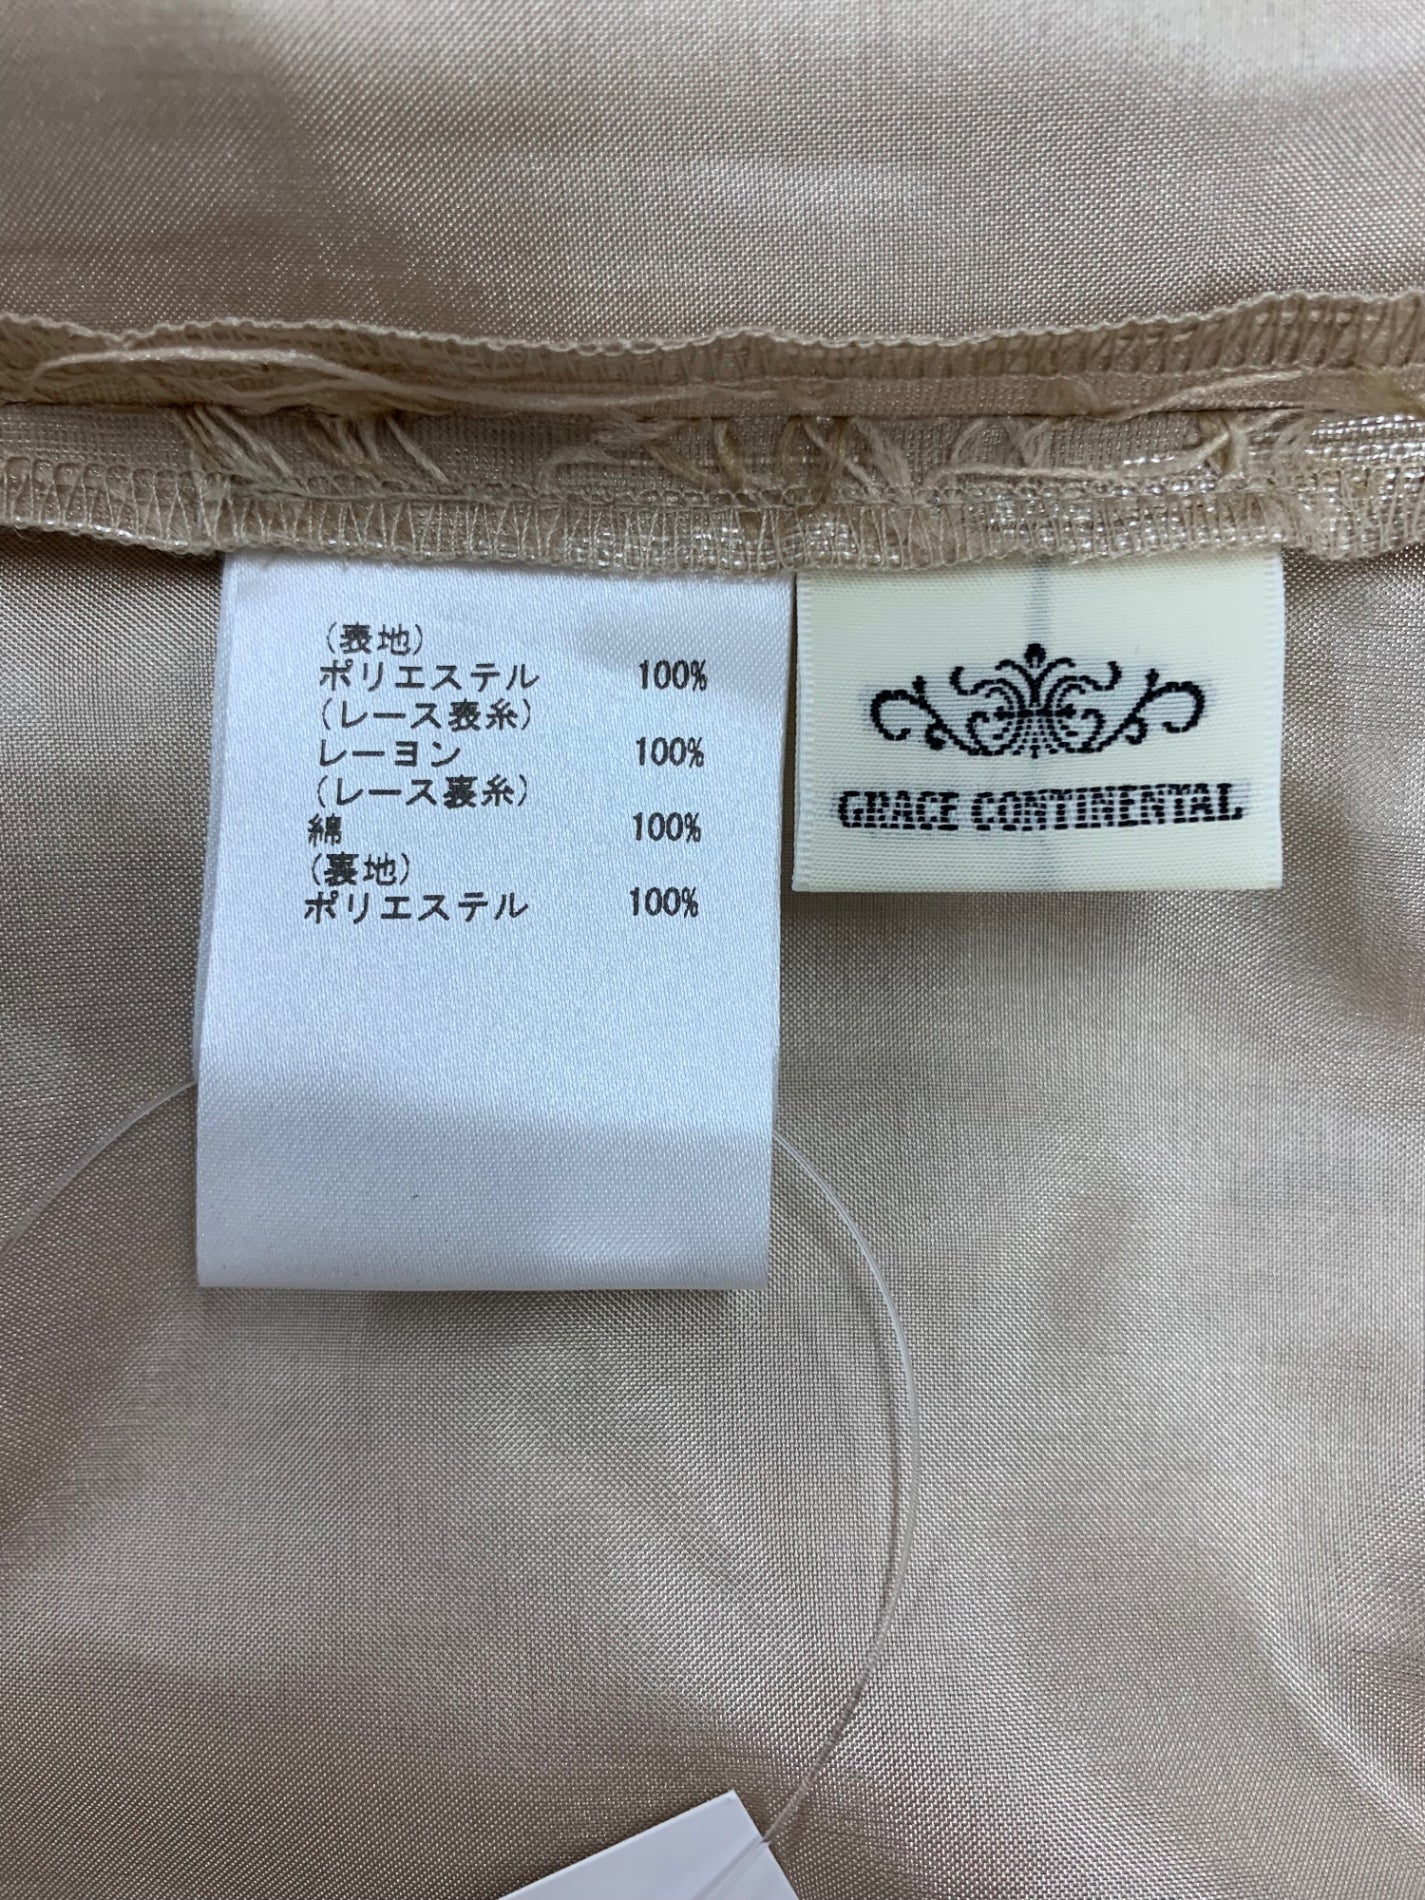 (表地)
ポリエステル 100%
(レース表糸)
レーヨン 100%
(レース裏糸)
綿 100%
(裏地)
ポリエステル 100%
GRACE CONTINENTAL